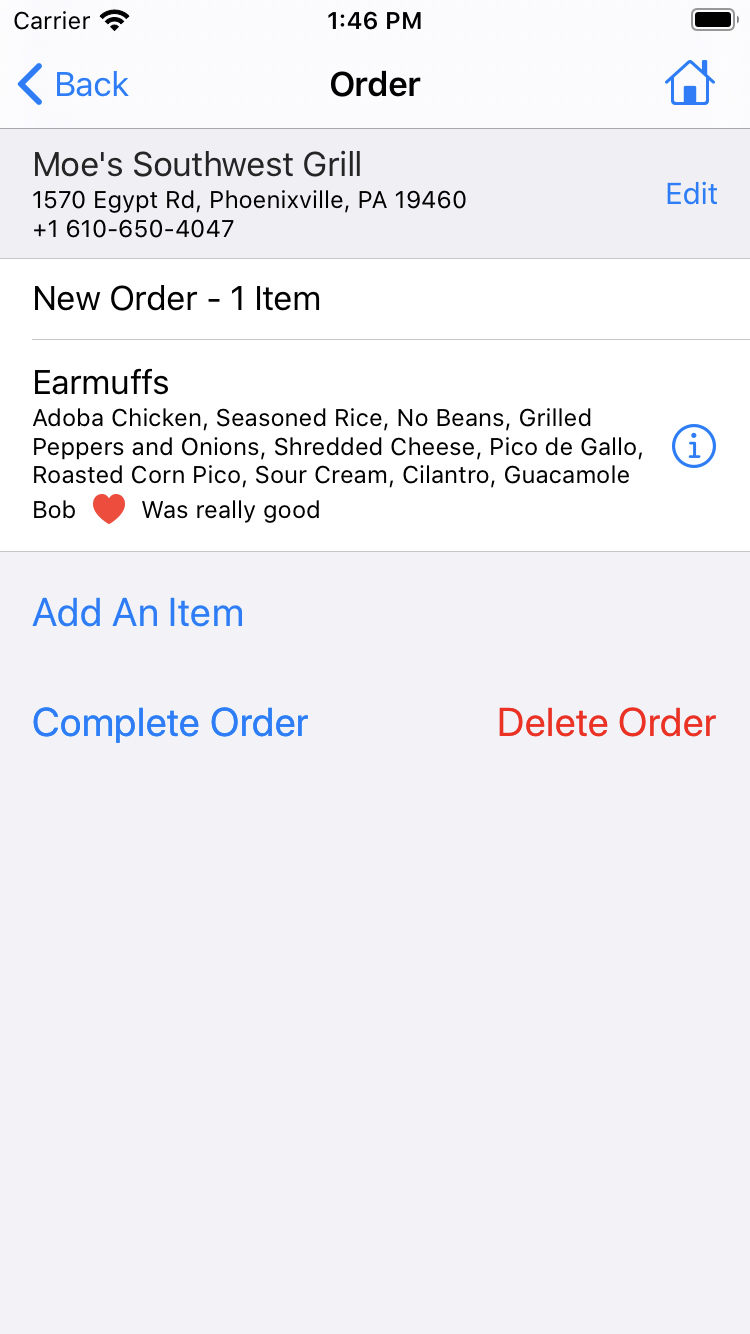 Carrier 1:46 PM
Back Order
Moe's Southwest Grill
1570 Egypt Rd, Phoenixville, PA 19460
+1 610-650-4047
Edit
New Order - 1 Item
Earmuffs
Adoba Chicken, Seasoned Rice, No Beans, Grilled
Peppers and Onions, Shredded Cheese, Pico de Gallo,
Roasted Corn Pico, Sour Cream, Cilantro, Guacamole
Bob Was really good
Add An Item
Complete Order Delete Order